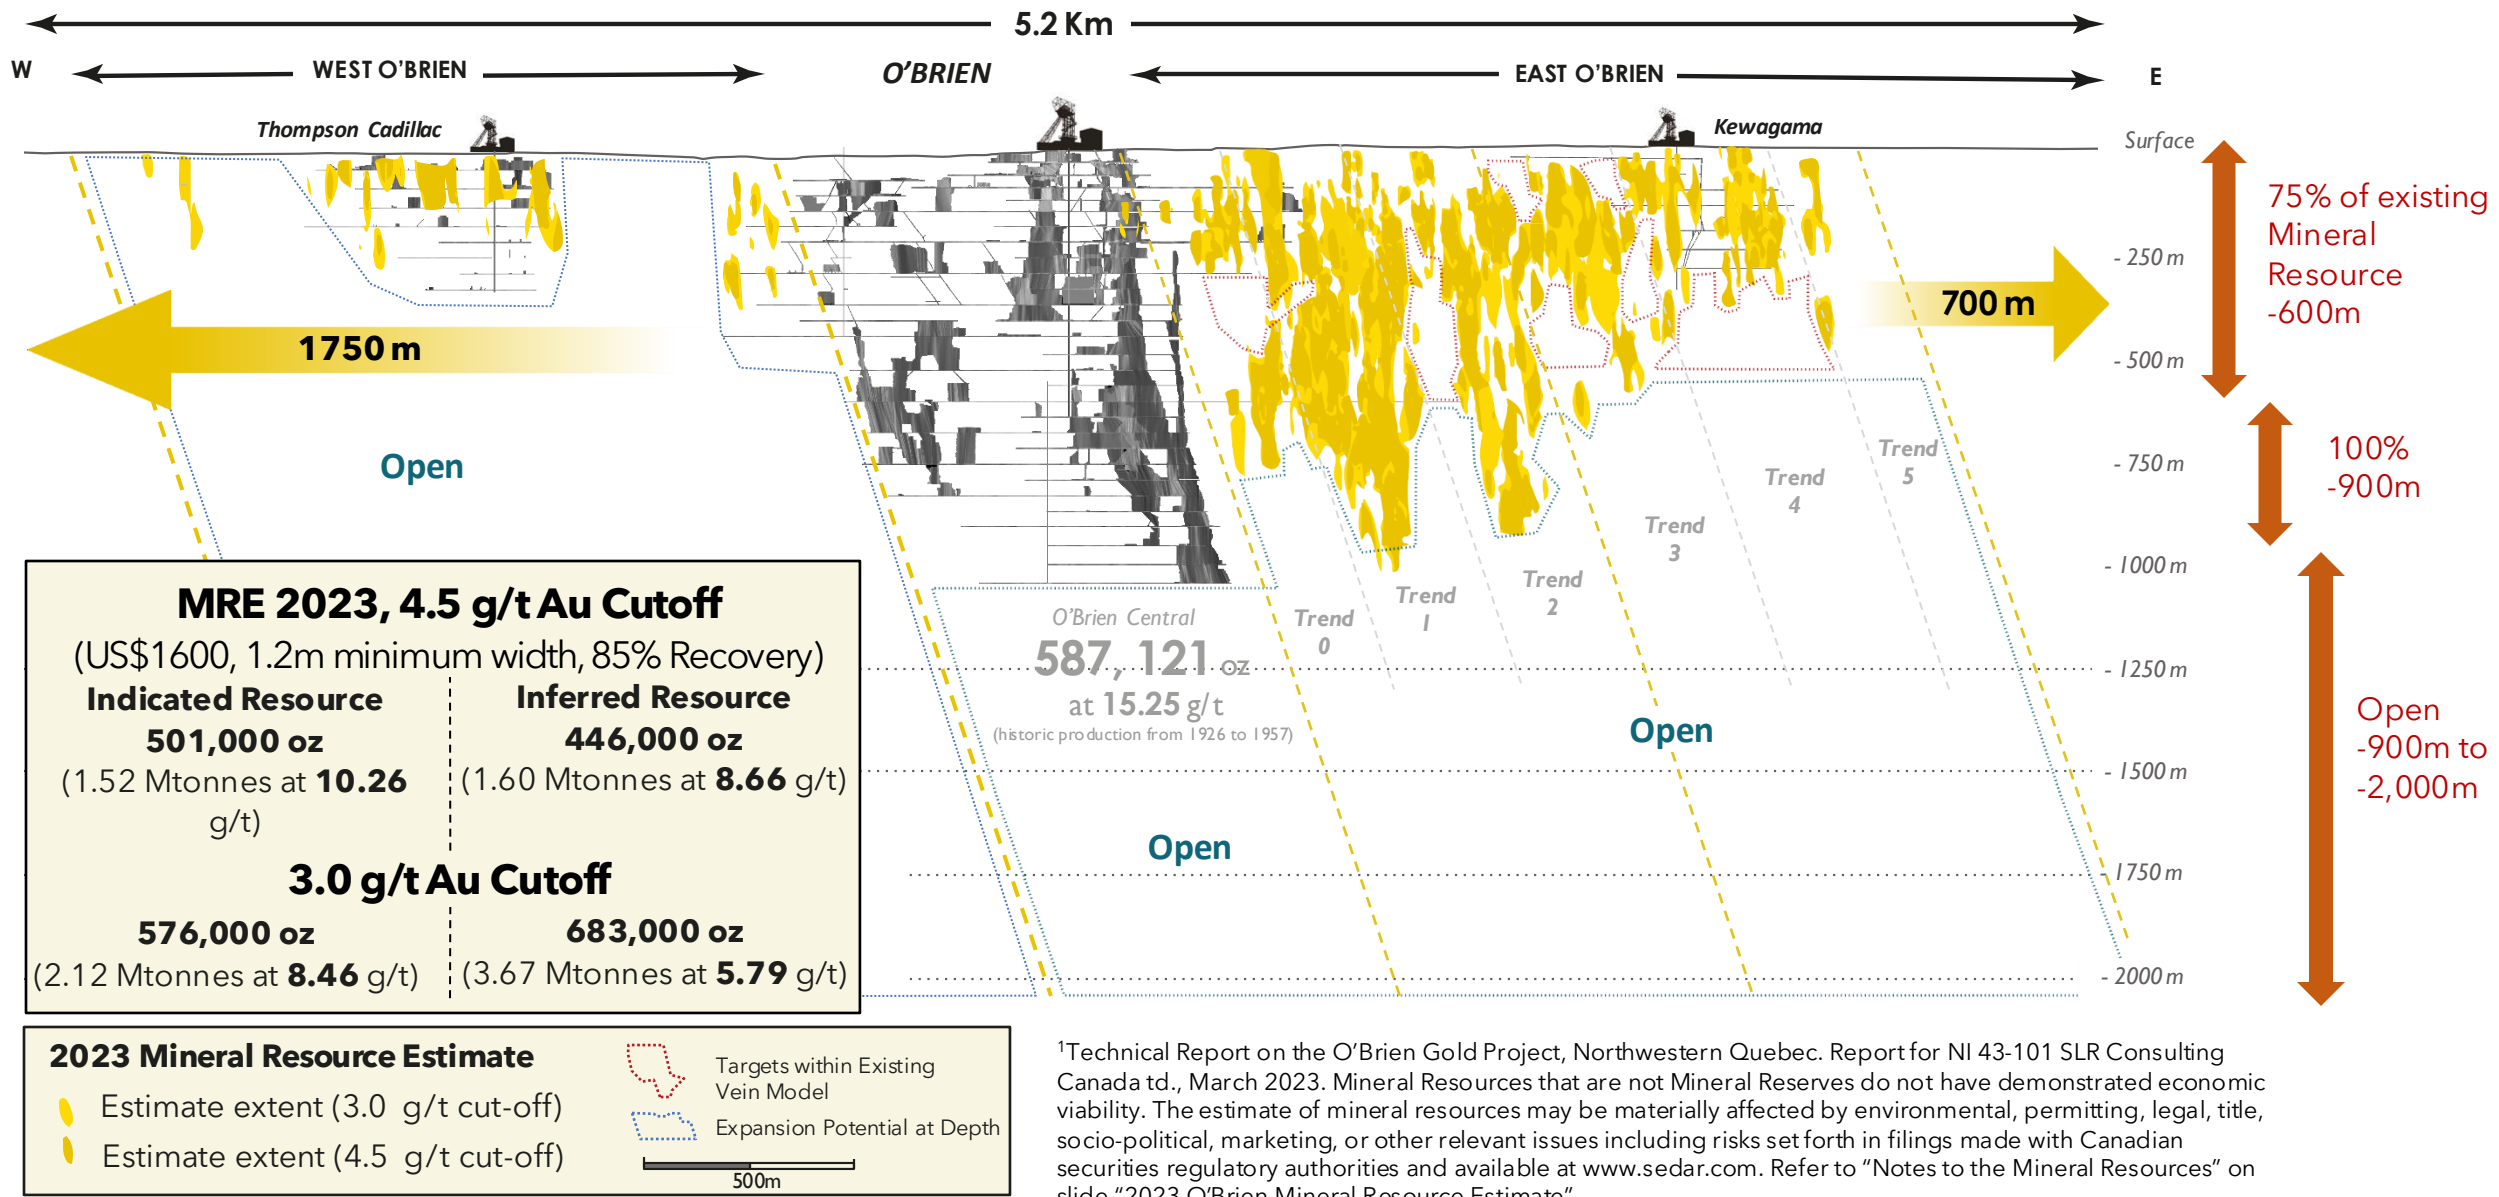 5.2 Km
W
WEST O'BRIEN
O'BRIEN
EAST O'BRIEN
E
Thompson Cadillac
Kewagama
Surface
- 250 m
- 500 m
- 750 m
- 1000 m
- 1250 m
- 1500 m
- 1750 m
- 2000 m
75% of existing
Mineral
Resource
-600m
100%
-900m
Open
-900m to
-2,000m
1750 m
700 m
Open
Trend
0
Trend
1
Trend
2
Trend
3
Trend
4
Trend
5
O'Brien Central
587, 121 oz
at 15.25 g/t
(historic production from 1926 to 1957)
Open
Open
MRE 2023, 4.5 g/t Au Cutoff
(US$1600, 1.2m minimum width, 85% Recovery)
Indicated Resource
501,000 oz
(1.52 Mtonnes at 10.26
g/t)
Inferred Resource
446,000 oz
(1.60 Mtonnes at 8.66 g/t)
3.0 g/t Au Cutoff
576,000 oz
(2.12 Mtonnes at 8.46 g/t)
683,000 oz
(3.67 Mtonnes at 5.79 g/t)
2023 Mineral Resource Estimate
Estimate extent (3.0 g/t cut-off)
Estimate extent (4.5 g/t cut-off)
Targets within Existing
Vein Model
Expansion Potential at Depth
500m
1Technical Report on the O'Brien Gold Project, Northwestern Quebec. Report for NI 43-101 SLR Consulting
Canada td., March 2023. Mineral Resources that are not Mineral Reserves do not have demonstrated economic
viability. The estimate of mineral resources may be materially affected by environmental, permitting, legal, title,
socio-political, marketing, or other relevant issues including risks set forth in filings made with Canadian
securities regulatory authorities and available at www.sedar.com. Refer to "Notes to the Mineral Resources" on
slide "2023 O'Brien Mineral Resource Estimate"